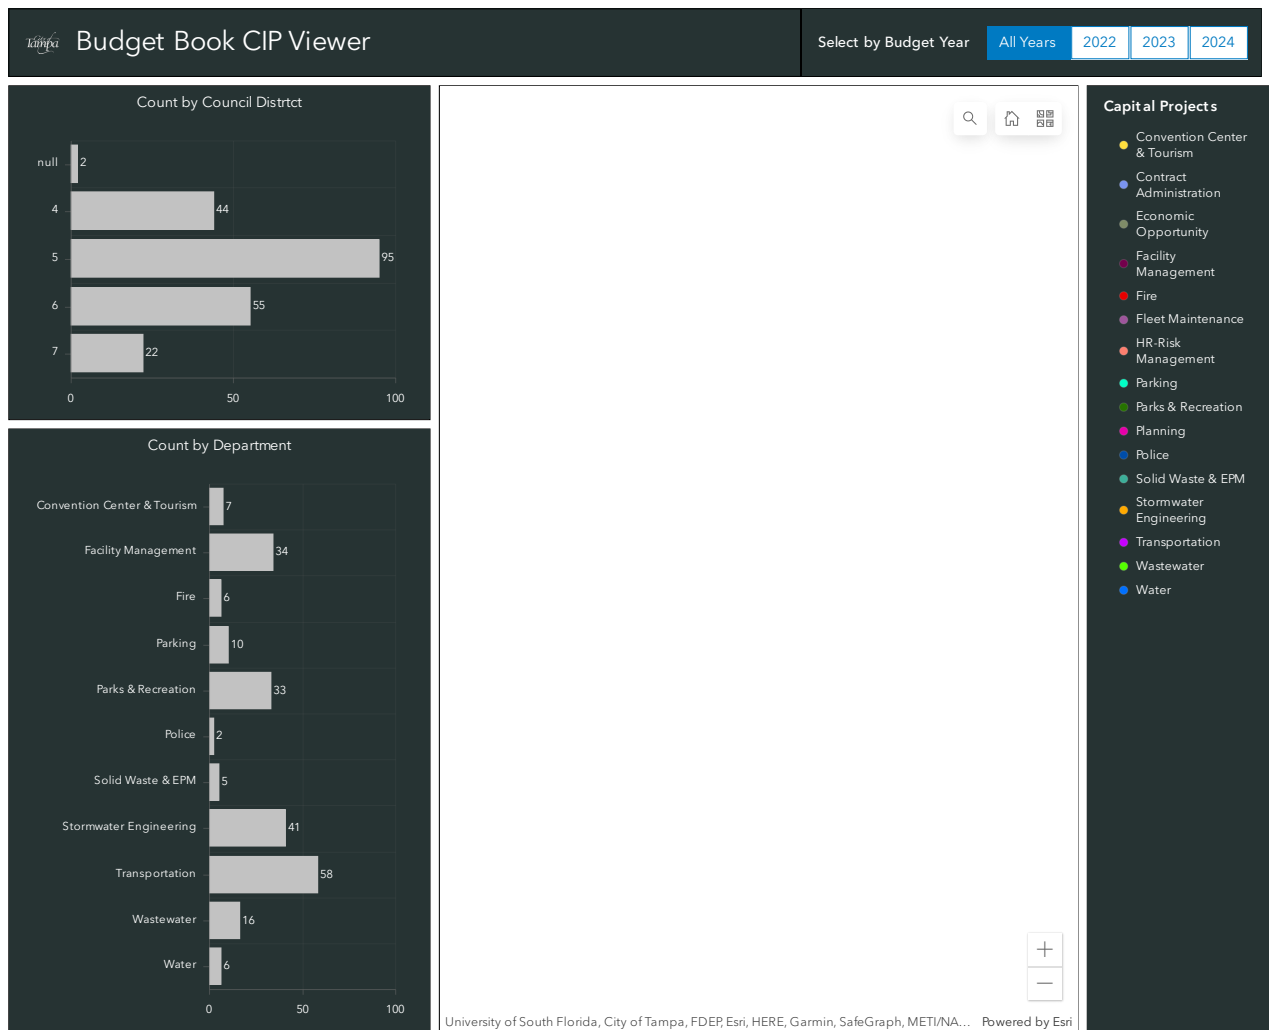 City of
Tampa
Budget Book CIP Viewer
Select by Budget Year
All Years
2022
2023
2024
Count by Council Distrtct
null
2
4
44
5
95
6
55
7
22
0
50
100
Count by Department
Convention Center & Tourism
7
Facility Management
34
Fire
6
Parking
10
Parks & Recreation
33
Police
2
Solid Waste & EPM
5
Stormwater Engineering
41
Transportation
58
Wastewater
16
Water
6
0
50
100
University of South Florida, City of Tampa, FDEP, Esri, HERE, Garmin, SafeGraph, METI/NA...
Powered by Esri
Capital Projects
Convention Center
& Tourism
Contract
Administration
Economic
Opportunity
Facility
Management
Fire
Fleet Maintenance
HR-Risk
Management
Parking
Parks & Recreation
Planning
Police
Solid Waste & EPM
Stormwater
Engineering
Transportation
Wastewater
Water